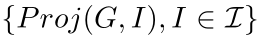 {Proj(G, I), I ∈ ℐ}